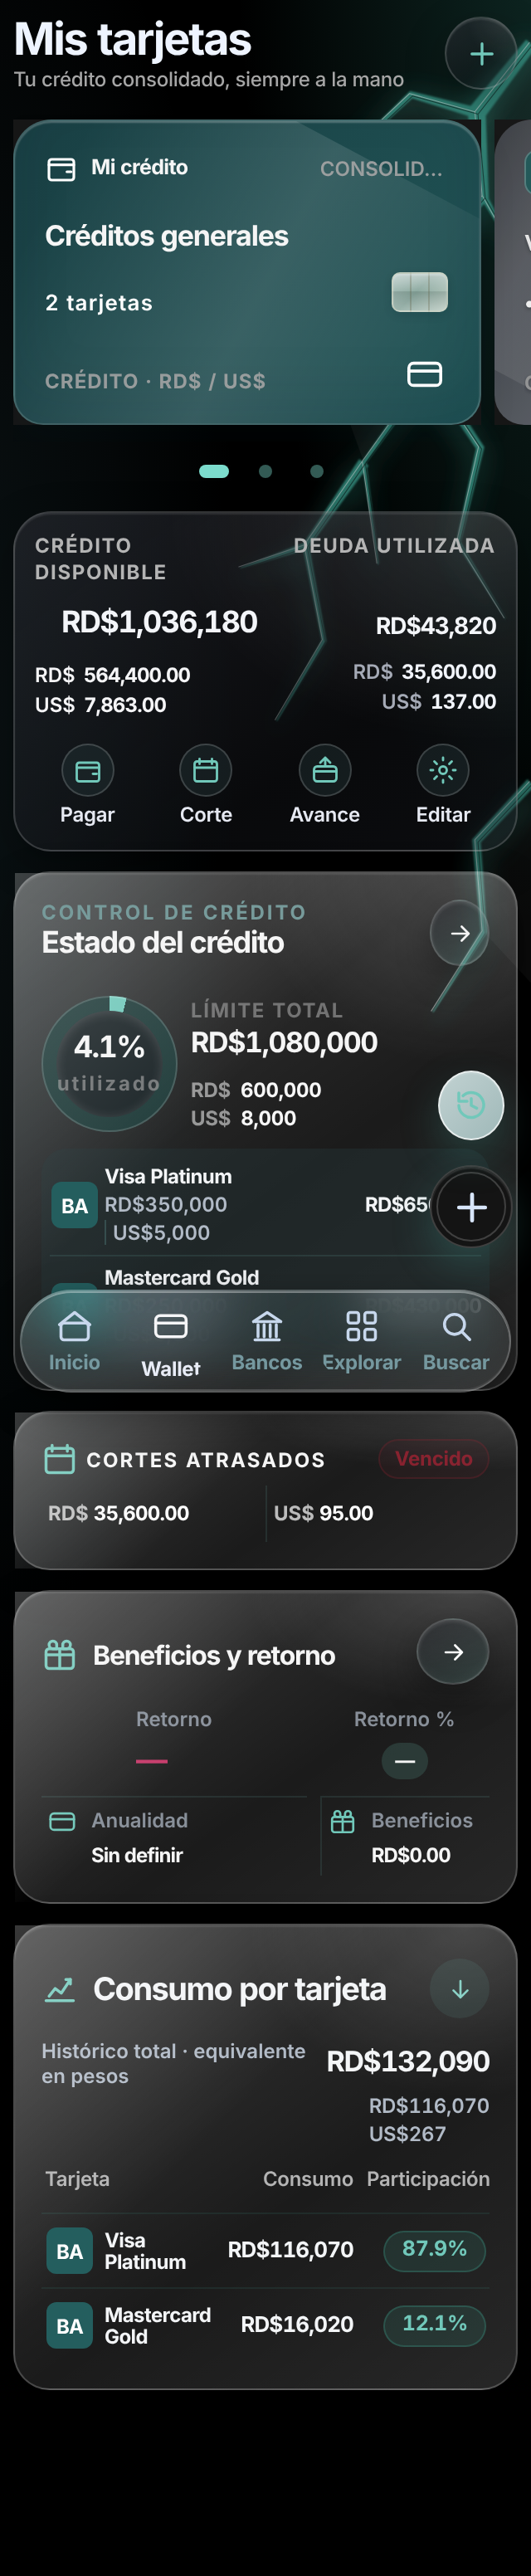 Mis tarjetas
Tu crédito consolidado, siempre a la mano
Mi crédito
CONSOLID...
Créditos generales
2 tarjetas
CRÉDITO · RD$ / US$
CRÉDITO
DISPONIBLE
DEUDA UTILIZADA
RD$1,036,180
RD$43,820
RD$ 564,400.00
RD$ 35,600.00
US$ 7,863.00
US$ 137.00
Pagar
Corte
Avance
Editar
CONTROL DE CRÉDITO
Estado del crédito
4.1%
utilizado
LÍMITE TOTAL
RD$1,080,000
RD$ 600,000
US$ 8,000
BA
Visa Platinum
RD$350,000
US$5,000
RD$65
Mastercard Gold
RD$430,000
Inicio
Wallet
Bancos
Explorar
Buscar
CORTES ATRASADOS
Vencido
RD$ 35,600.00
US$ 95.00
Beneficios y retorno
Retorno
Retorno %
—
—
Anualidad
Sin definir
Beneficios
RD$0.00
Consumo por tarjeta
Histórico total · equivalente
en pesos
RD$132,090
RD$116,070
US$267
Tarjeta
Consumo
Participación
BA
Visa
Platinum
RD$116,070
87.9%
BA
Mastercard
Gold
RD$16,020
12.1%